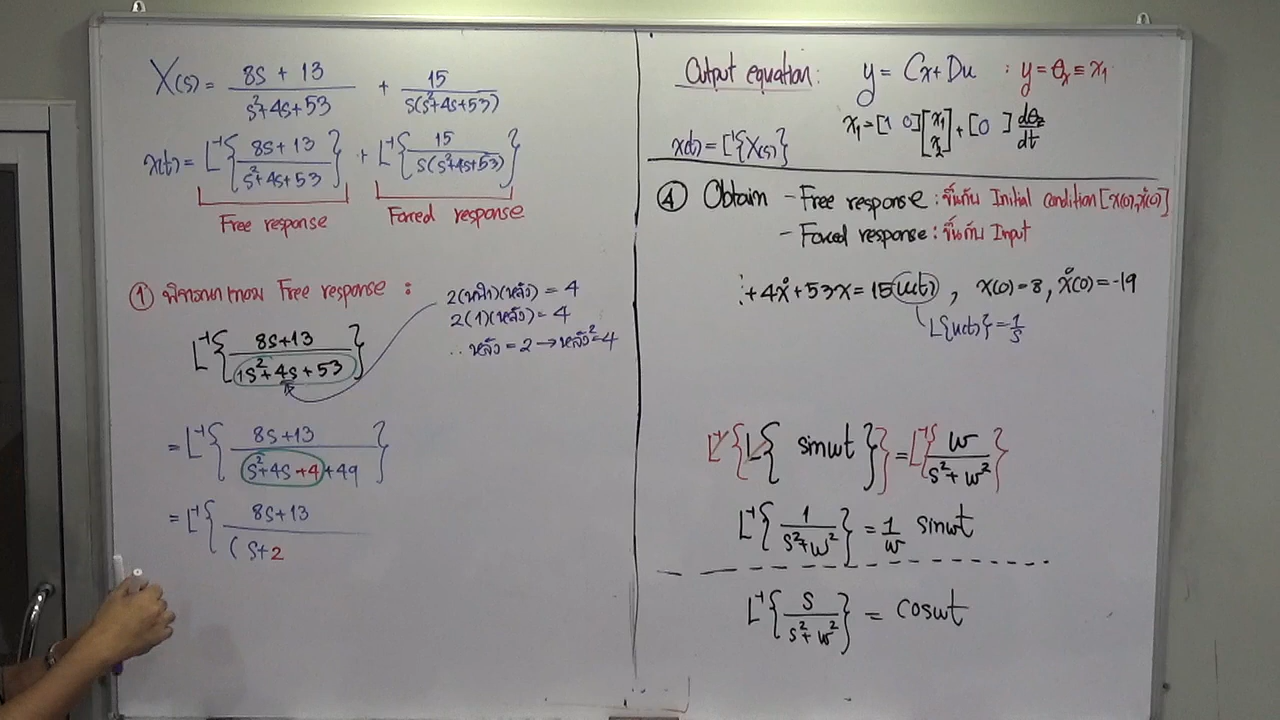 X(s) = (8s + 13)/(s²+4s+53) + 15/(s(s²+4s+53))
x(t) = L⁻¹{(8s + 13)/(s²+4s+53)} + L⁻¹{15/(s(s²+4s+53))}
Free response Forced response
① พิจารณาเทอม Free response :
2(หน้า)(หลัง) = 4
2(1)(หลัง) = 4
∴ หลัง = 2 → หลัง² = 4
L⁻¹{(8s+13)/(1s²+4s+53)}
= L⁻¹{(8s+13)/(s²+4s+4+49)}
= L⁻¹{(8s+13)/(s+2
Output equation: y = Cx + Du : y = θ ≡ x₁
x₁ = [1 0][x₁ x₂] + [0 ] dθ/dt
x(t) = L⁻¹{X(s)}
④ Obtain - Free response : ขึ้นกับ Initial condition [x(0), ẋ(0)]
- Forced response : ขึ้นกับ Input
+4ẋ+53x = 15u(t) , x(0) = 8, ẋ(0) = -19
L{u(t)} = 1/s
L⁻¹{L{sinωt}} = L⁻¹{ω/(s²+ω²)}
L⁻¹{1/(s²+ω²)} = 1/ω sinωt
L⁻¹{s/(s²+ω²)} = cosωt